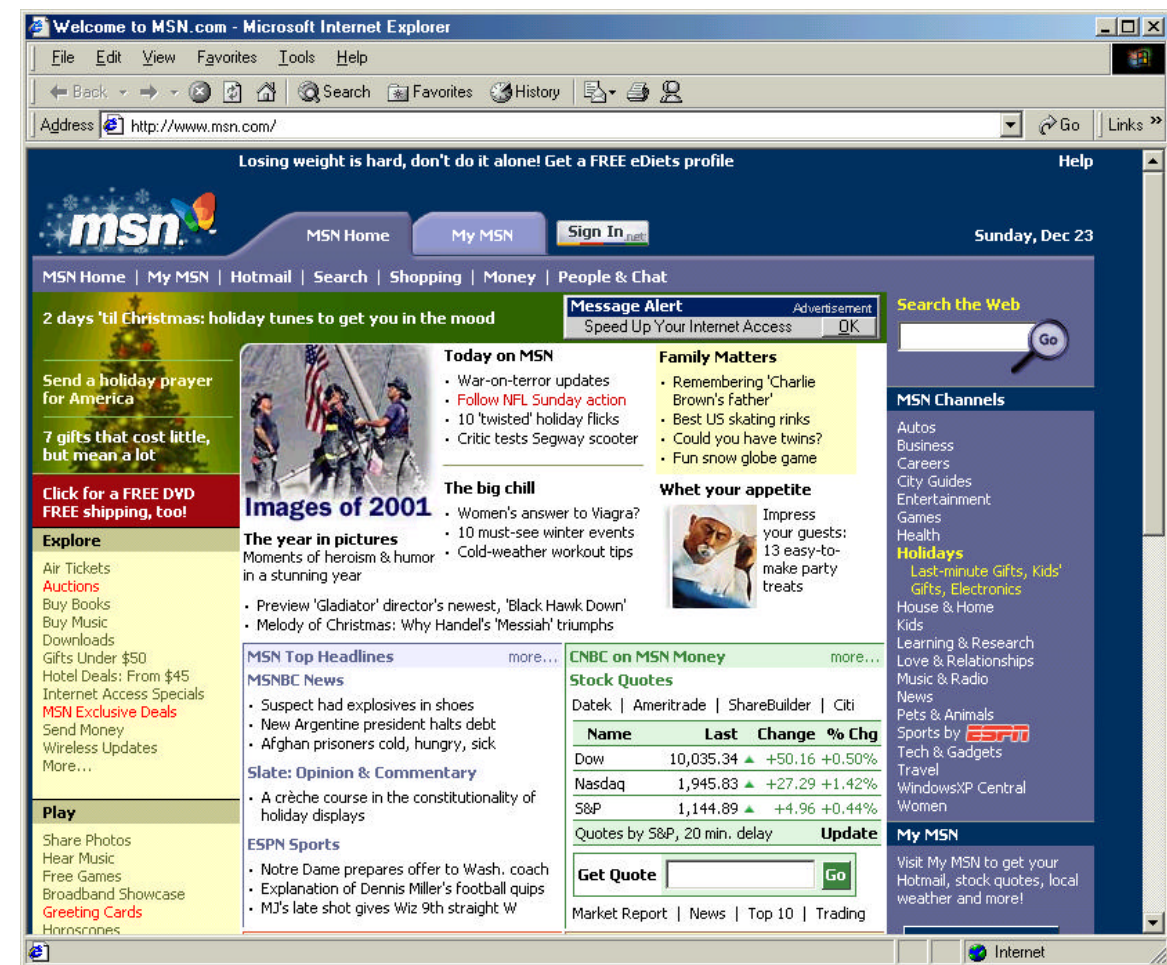 Welcome to MSN.com - Microsoft Internet Explorer
File Edit View Favorites Tools Help
Back Search Favorites History
Address http://www.msn.com/ Go Links »
Losing weight is hard, don't do it alone! Get a FREE eDiets profile Help
msn
MSN Home My MSN Sign In .net Sunday, Dec 23
MSN Home | My MSN | Hotmail | Search | Shopping | Money | People & Chat
2 days 'til Christmas: holiday tunes to get you in the mood
Message Alert Advertisement
Speed Up Your Internet Access OK
Send a holiday prayer
for America
7 gifts that cost little,
but mean a lot
Click for a FREE DVD
FREE shipping, too!
Explore
Air Tickets
Auctions
Buy Books
Buy Music
Downloads
Gifts Under $50
Hotel Deals: From $45
Internet Access Specials
MSN Exclusive Deals
Send Money
Wireless Updates
More...
Play
Share Photos
Hear Music
Free Games
Broadband Showcase
Greeting Cards
Horoscopes
Images of 2001
The year in pictures
Moments of heroism & humor
in a stunning year
· Preview 'Gladiator' director's newest, 'Black Hawk Down'
· Melody of Christmas: Why Handel's 'Messiah' triumphs
Today on MSN
· War-on-terror updates
· Follow NFL Sunday action
· 10 'twisted' holiday flicks
· Critic tests Segway scooter
The big chill
· Women's answer to Viagra?
· 10 must-see winter events
· Cold-weather workout tips
Family Matters
· Remembering 'Charlie
Brown's father'
· Best US skating rinks
· Could you have twins?
· Fun snow globe game
Whet your appetite
Impress
your guests:
13 easy-to-
make party
treats
MSN Top Headlines more...
MSNBC News
· Suspect had explosives in shoes
· New Argentine president halts debt
· Afghan prisoners cold, hungry, sick
Slate: Opinion & Commentary
· A crèche course in the constitutionality of
holiday displays
ESPN Sports
· Notre Dame prepares offer to Wash. coach
· Explanation of Dennis Miller's football quips
· MJ's late shot gives Wiz 9th straight W
CNBC on MSN Money more...
Stock Quotes
Datek | Ameritrade | ShareBuilder | Citi
Name Last Change % Chg
Dow 10,035.34 ▲ +50.16 +0.50%
Nasdaq 1,945.83 ▲ +27.29 +1.42%
S&P 1,144.89 ▲ +4.96 +0.44%
Quotes by S&P, 20 min. delay Update
Get Quote Go
Market Report | News | Top 10 | Trading
Search the Web
Go
MSN Channels
Autos
Business
Careers
City Guides
Entertainment
Games
Health
Holidays
Last-minute Gifts, Kids'
Gifts, Electronics
House & Home
Kids
Learning & Research
Love & Relationships
Music & Radio
News
Pets & Animals
Sports by ESPN
Tech & Gadgets
Travel
WindowsXP Central
Women
My MSN
Visit My MSN to get your
Hotmail, stock quotes, local
weather and more!
Internet